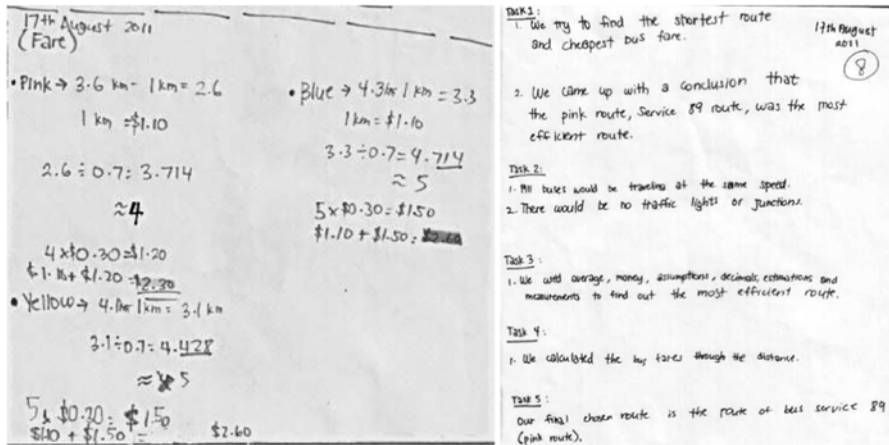 17th August 2011
(Fare)
• Pink → 3.6 km - 1 km = 2.6
1 km = $1.10
2.6 ÷ 0.7 = 3.714
≈ 4
4 x $0.30 = $1.20
$1.10 + $1.20 = $2.30
• Yellow → 4.1 km 1 km = 3.1 km
3.1 ÷ 0.7 = 4.428
≈ 5
5 x $0.30 = $1.50
$1.10 + $1.50 = $2.60
• Blue → 4.3 km 1 km = 3.3
1 km = $1.10
3.3 ÷ 0.7 = 4.714
≈ 5
5 x $0.30 = $1.50
$1.10 + $1.50 = $2.60
17th August
2011
8
Task 1:
1. We try to find the shortest route
and cheapest bus fare.
2. We came up with a conclusion that
the pink route, Service 89 route, was the most
efficient route.
Task 2:
1. All buses would be traveling at the same speed.
2. There would be no traffic lights or junctions.
Task 3:
1. We used average, money, assumptions, decimals, estimations and
measurements to find out the most efficient route.
Task 4:
1. We calculated the bus fares through the distance.
Task 5:
Our final chosen route is the route of bus service 89
(pink route).